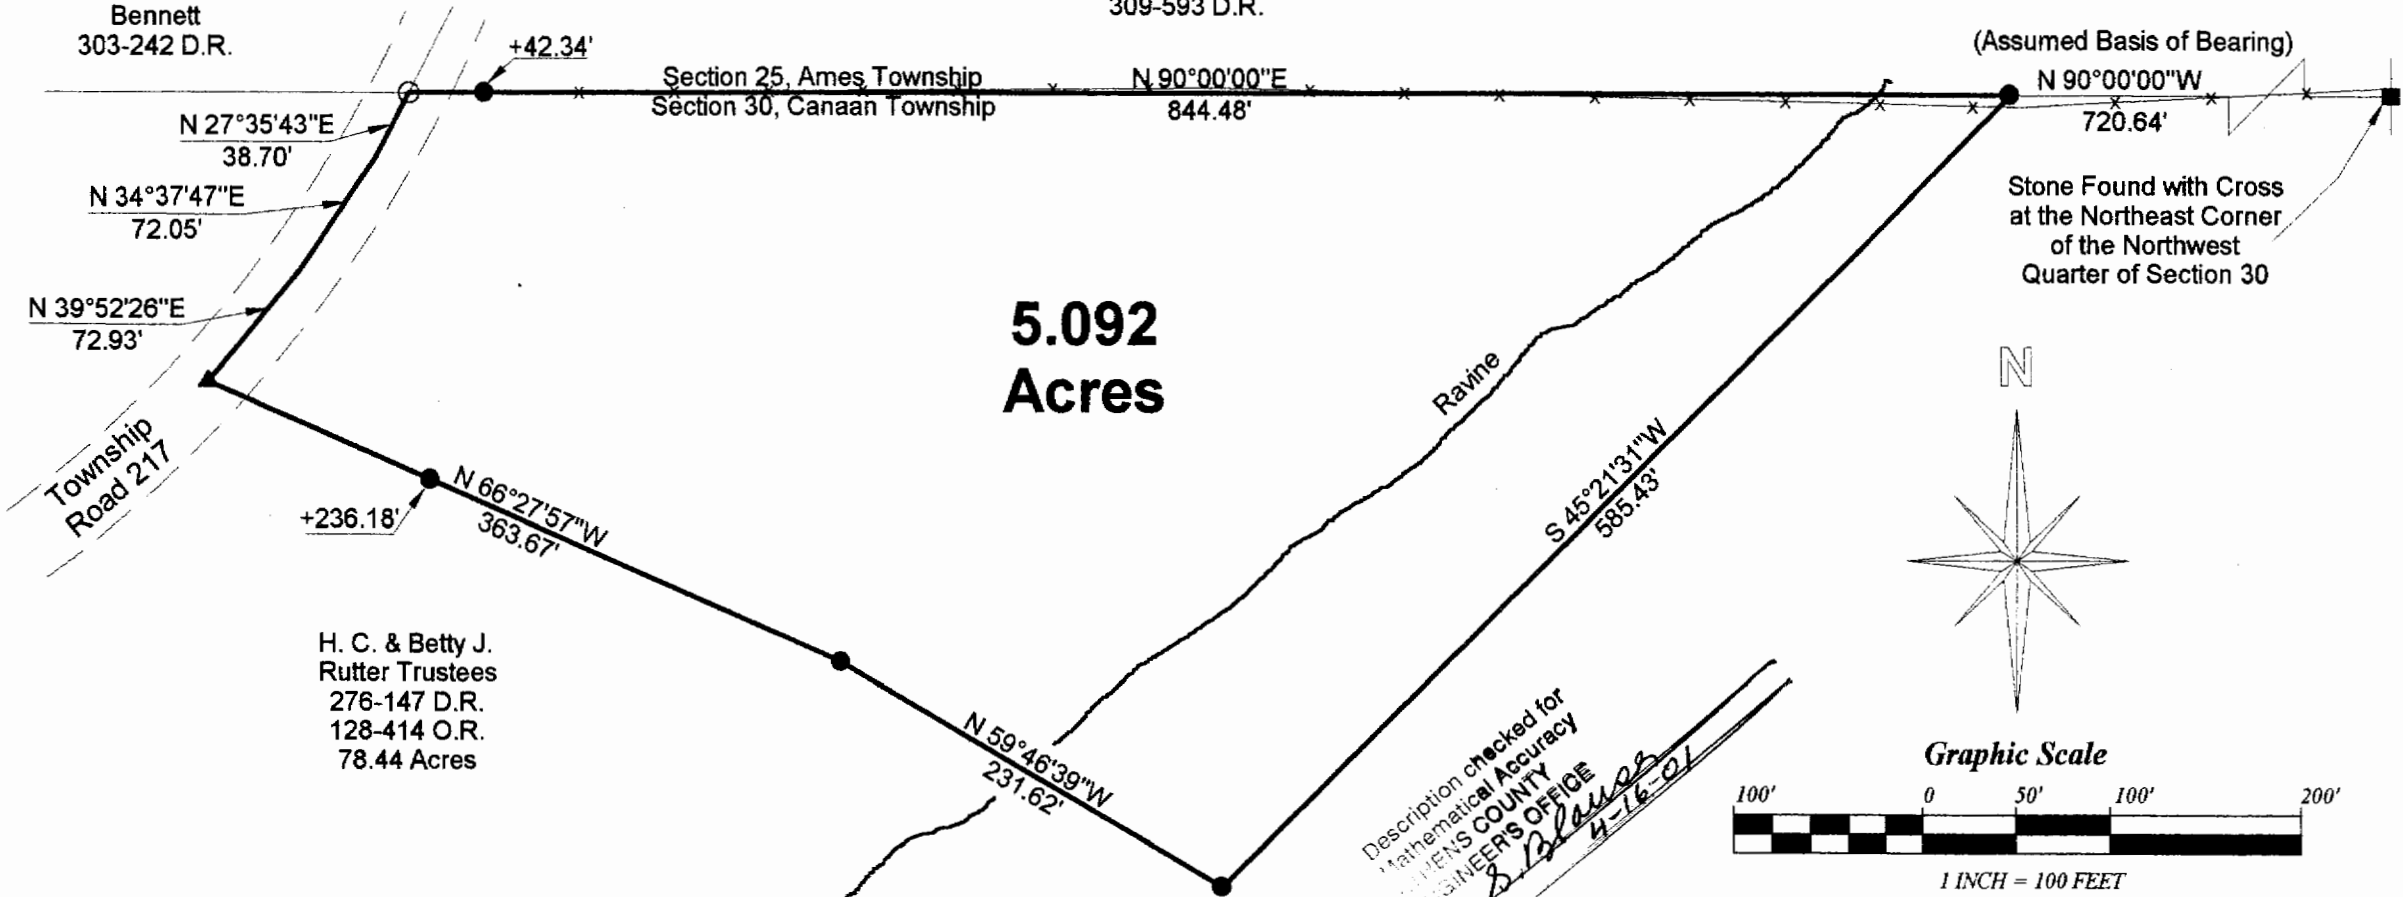 309-593 D.R.
Bennett
303-242 D.R.
+42.34'
Section 25, Ames Township
Section 30, Canaan Township
N 90°00'00"E
844.48'
(Assumed Basis of Bearing)
N 90°00'00"W
720.64'
N 27°35'43"E
38.70'
N 34°37'47"E
72.05'
N 39°52'26"E
72.93'
Stone Found with Cross
at the Northeast Corner
of the Northwest
Quarter of Section 30
5.092
Acres
Ravine
N
Township
Road 217
+236.18'
N 66°27'57"W
363.67'
S 45°21'31"W
585.43'
H. C. & Betty J.
Rutter Trustees
276-147 D.R.
128-414 O.R.
78.44 Acres
N 59°46'39"W
231.62'
Description checked for
Mathematical Accuracy
COUNTY
OFFICE
4-16-01
Graphic Scale
100' 0 50' 100' 200'
1 INCH = 100 FEET